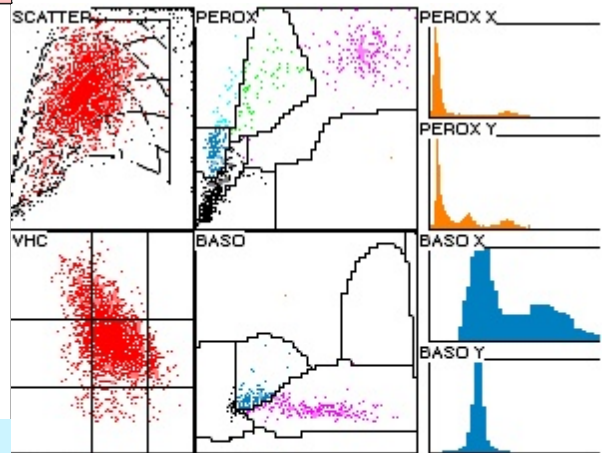 SCATTER
PEROX
PEROX X
PEROX Y
VHC
BASO
BASO X
BASO Y